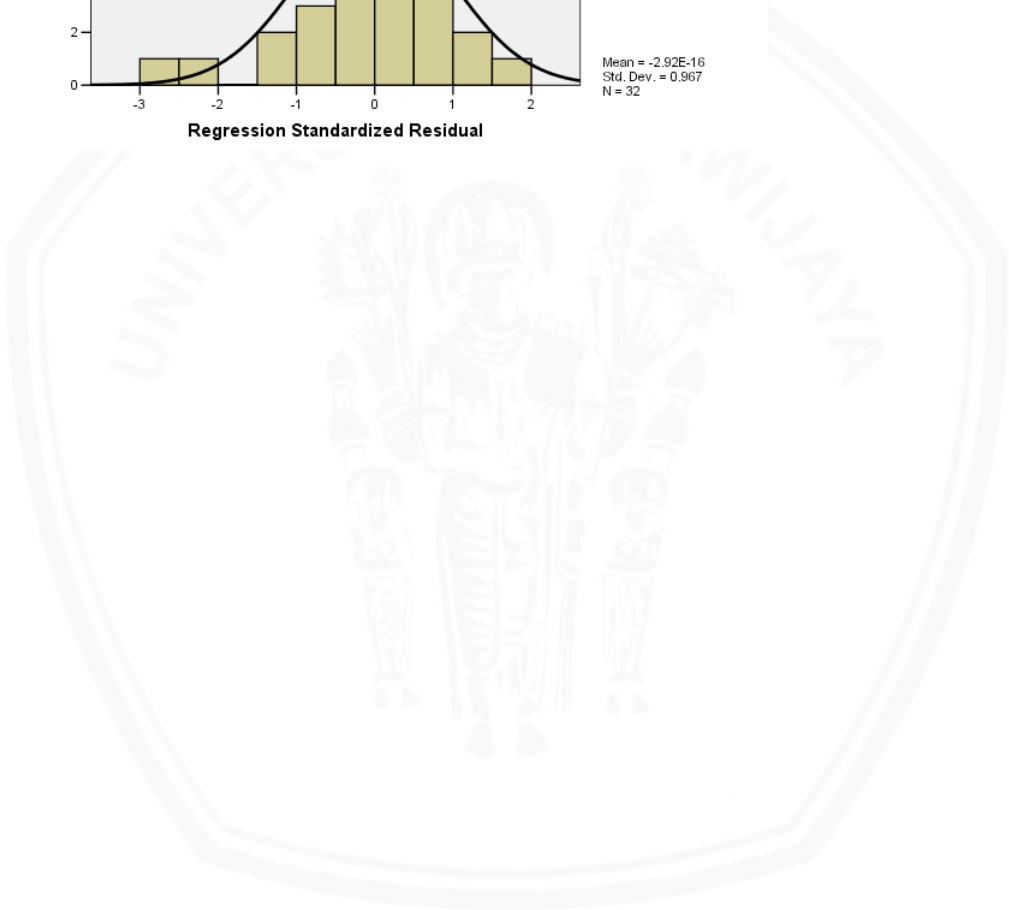 2
0
-3 -2 -1 0 1 2
Regression Standardized Residual
Mean = -2.92E-16
Std. Dev. = 0.967
N = 32
WIJAYA